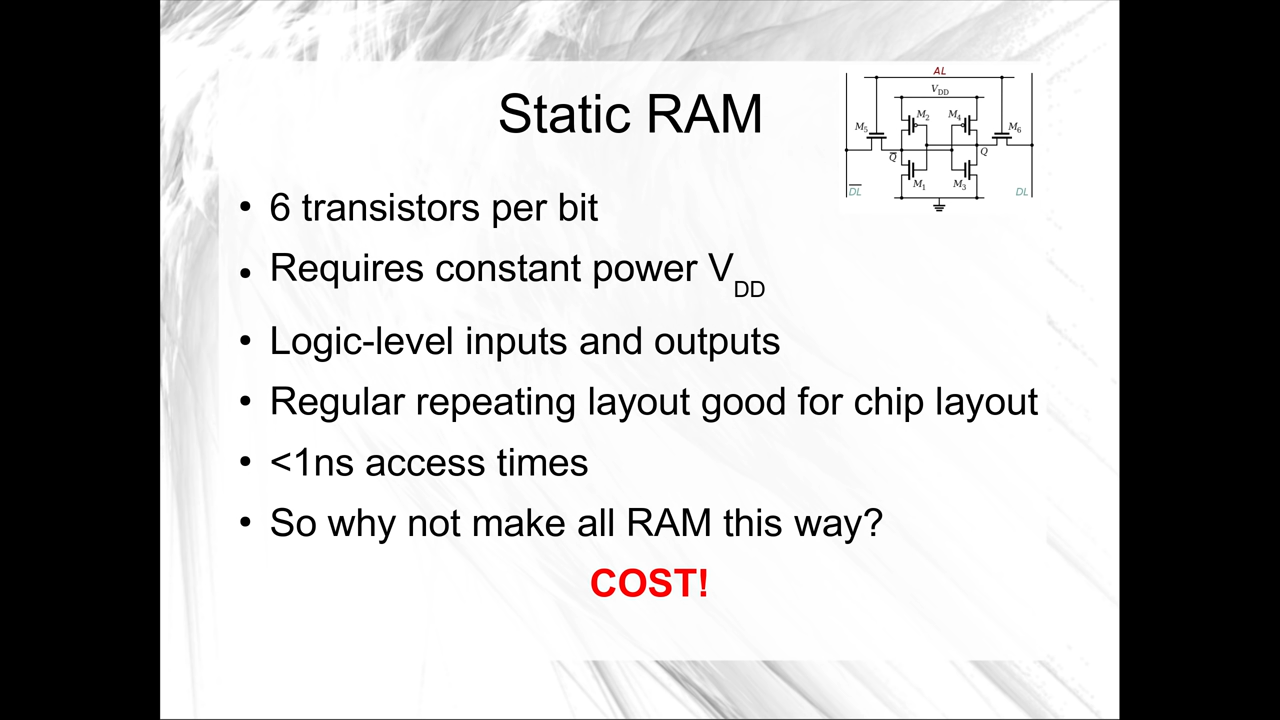 Static RAM
AL
VDD
M2 M4
M5 M6
Q̅ Q
M1 M3
D̅L̅ DL
• 6 transistors per bit
• Requires constant power VDD
• Logic-level inputs and outputs
• Regular repeating layout good for chip layout
• <1ns access times
• So why not make all RAM this way?
COST!